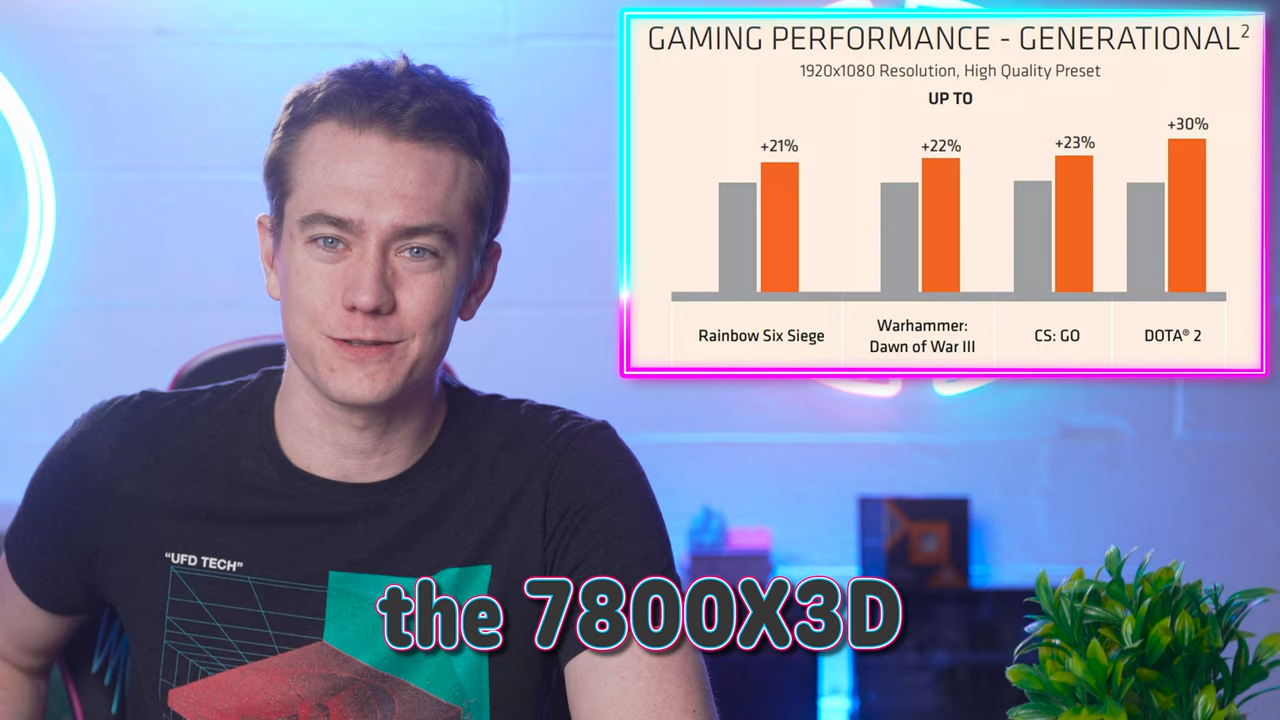 GAMING PERFORMANCE - GENERATIONAL²
1920x1080 Resolution, High Quality Preset
UP TO
+21%
+22%
+23%
+30%
Rainbow Six Siege
Warhammer:
Dawn of War III
CS: GO
DOTA® 2
"UFD TECH"
the 7800X3D